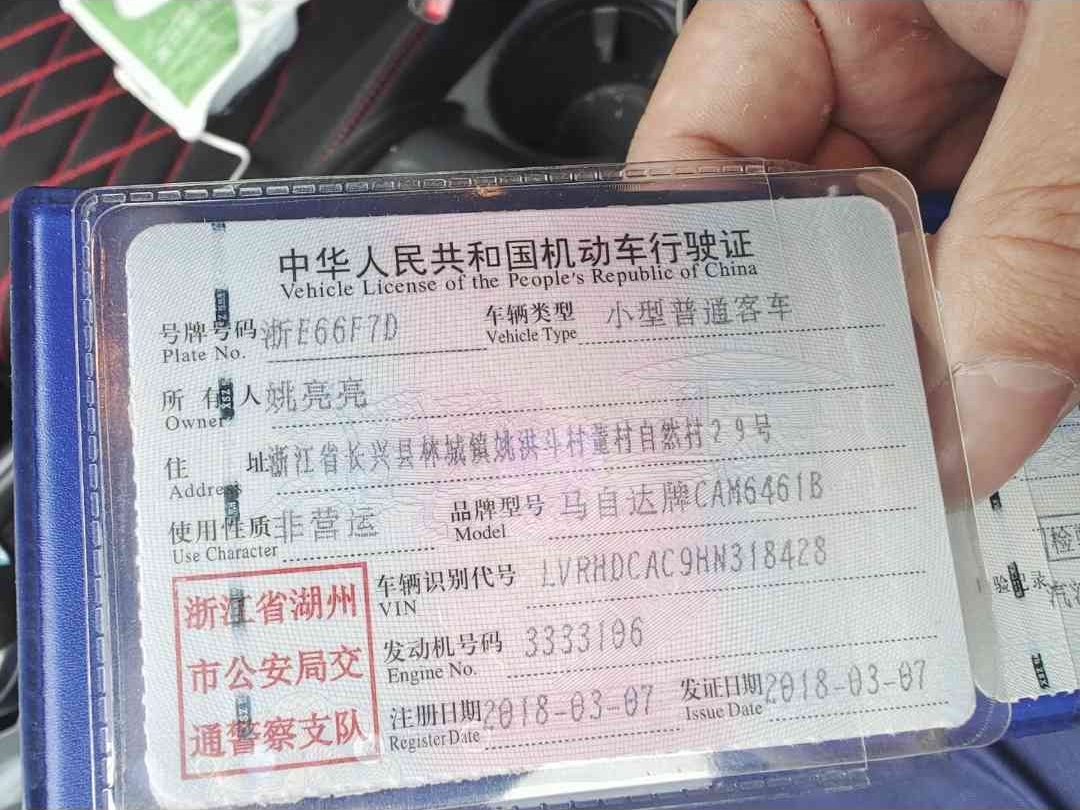 中华人民共和国机动车行驶证
Vehicle License of the People's Republic of China
号牌号码 浙E66F7D 车辆类型 小型普通客车
Plate No. Vehicle Type
所有人 姚亮亮
Owner
住址 浙江省长兴县林城镇姚洪斗村董村自然村29号
Address
使用性质 非营运 品牌型号 马自达牌CAM6461B
Use Character Model
车辆识别代号 LVRHDCAC9HN318428
VIN
发动机号码 3333106
Engine No.
注册日期 2018-03-07 发证日期 2018-03-07
Register Date Issue Date
浙江省湖州
市公安局交
通警察支队
检
验记录